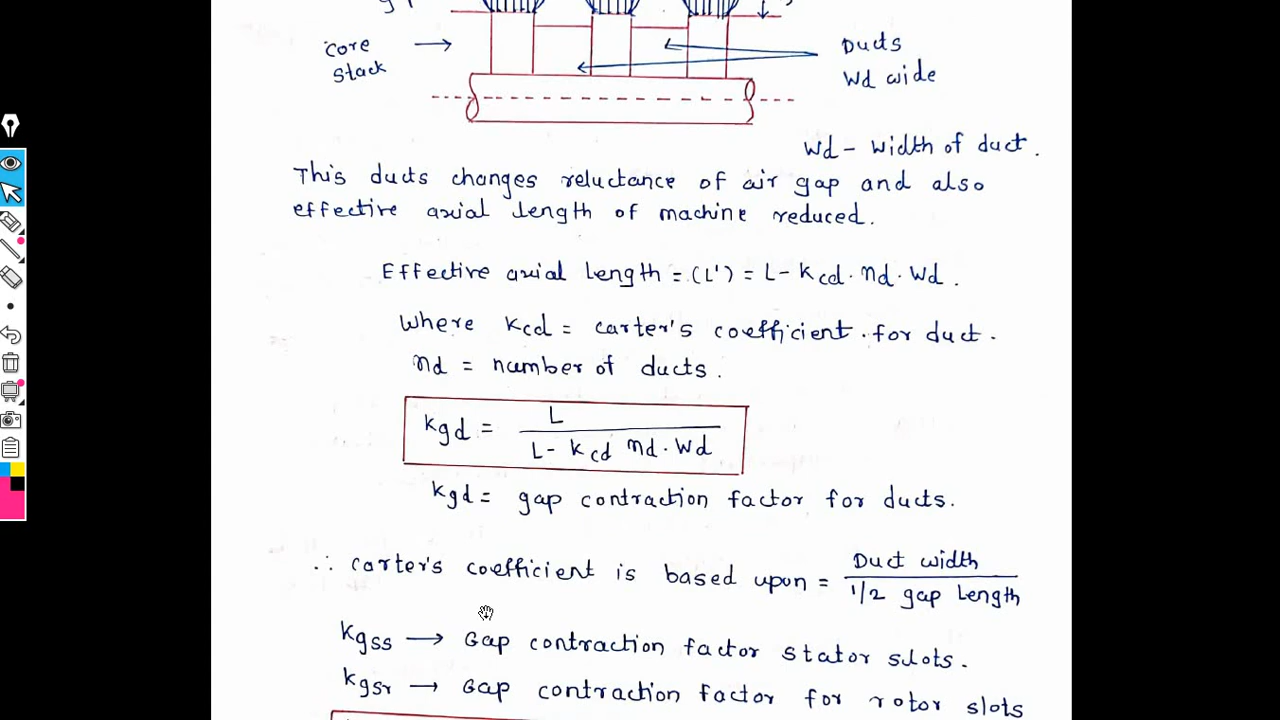 Core
Stack
Ducts
Wd wide
Wd - width of duct.
This ducts changes reluctance of air gap and also
effective axial length of machine reduced.
Effective axial Length = (L') = L - Kcd · nd · Wd.
Where Kcd = carter's coefficient for duct.
nd = number of ducts.
Kgd = L / (L - Kcd nd · Wd)
Kgd = gap contraction factor for ducts.
∴ Carter's coefficient is based upon = Duct width / (1/2 gap Length)
Kgss → Gap contraction factor stator slots.
Kgsr → Gap contraction factor for rotor slots